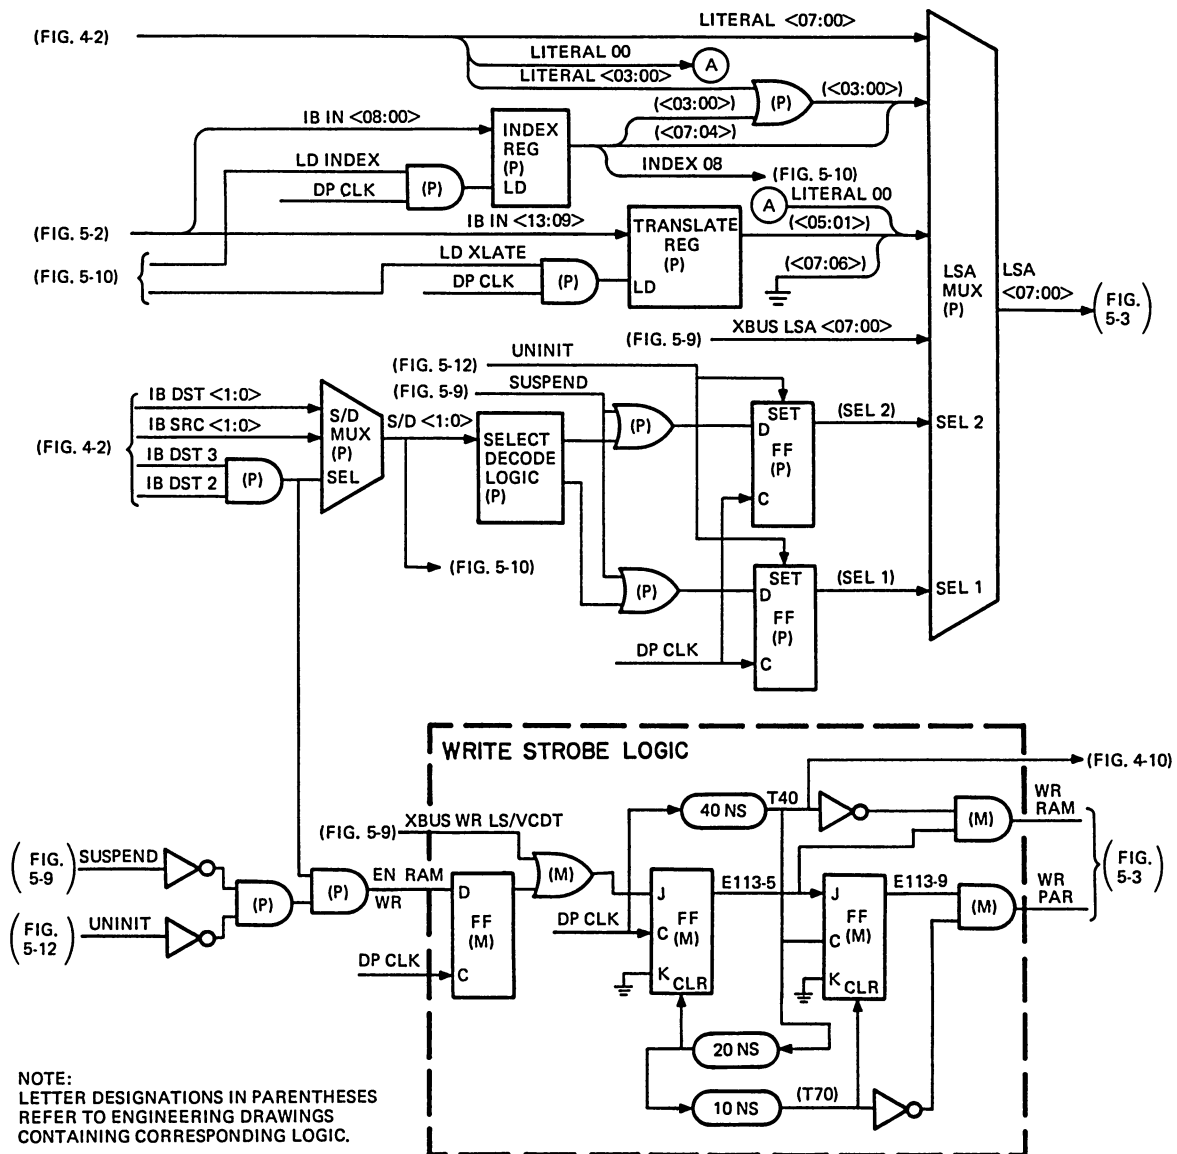 (FIG. 4-2)
LITERAL <07:00>
LITERAL 00
A
LITERAL <03:00>
(<03:00>)
(P)
(<03:00>)
IB IN <08:00>
INDEX
REG
(P)
LD
(<07:04>)
INDEX 08
(FIG. 5-10)
LD INDEX
DP CLK
(P)
A
LITERAL 00
(FIG. 5-2)
IB IN <13:09>
TRANSLATE
REG
(P)
LD
(<05:01>)
(<07:06>)
(FIG. 5-10)
LD XLATE
DP CLK
(P)
LSA
MUX
(P)
LSA
<07:00>
(FIG.
5-3)
(FIG. 5-9)
XBUS LSA <07:00>
(FIG. 5-12)
UNINIT
(FIG. 5-9)
SUSPEND
(FIG. 4-2)
IB DST <1:0>
IB SRC <1:0>
IB DST 3
IB DST 2
(P)
S/D
MUX
(P)
SEL
S/D <1:0>
SELECT
DECODE
LOGIC
(P)
(P)
SET
D
FF
(P)
C
(SEL 2)
SEL 2
(FIG. 5-10)
(P)
SET
D
FF
(P)
C
(SEL 1)
SEL 1
DP CLK
WRITE STROBE LOGIC
(FIG. 4-10)
40 NS
T40
WR
RAM
(M)
(FIG. 5-9)
XBUS WR LS/VCDT
(M)
(FIG.
5-9)
SUSPEND
(P)
(P)
EN RAM
WR
D
FF
(M)
C
DP CLK
J
FF
(M)
C
K
CLR
E113-5
J
FF
(M)
C
K
CLR
E113-9
(M)
WR
PAR
(FIG.
5-3)
(FIG.
5-12)
UNINIT
DP CLK
20 NS
10 NS
(T70)
NOTE:
LETTER DESIGNATIONS IN PARENTHESES
REFER TO ENGINEERING DRAWINGS
CONTAINING CORRESPONDING LOGIC.